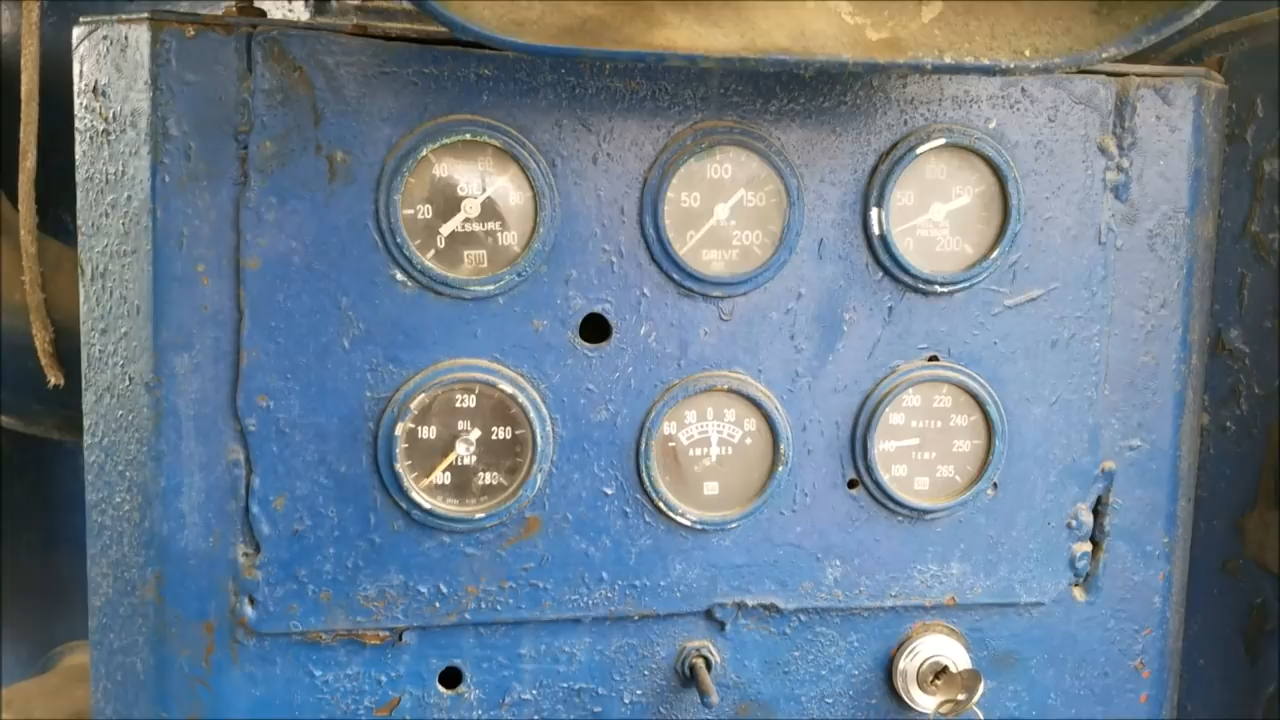 40 60
OIL
20 80
PRESSURE
0 100
SW
100
50 150
0 200
DRIVE
100
50 150
PRESSURE
0 200
230
OIL
180 260
TEMP
100 280
30 0 30
60 60
- +
AMPERES
SW
200 220
180 240
WATER
140 250
TEMP
100 265
SW